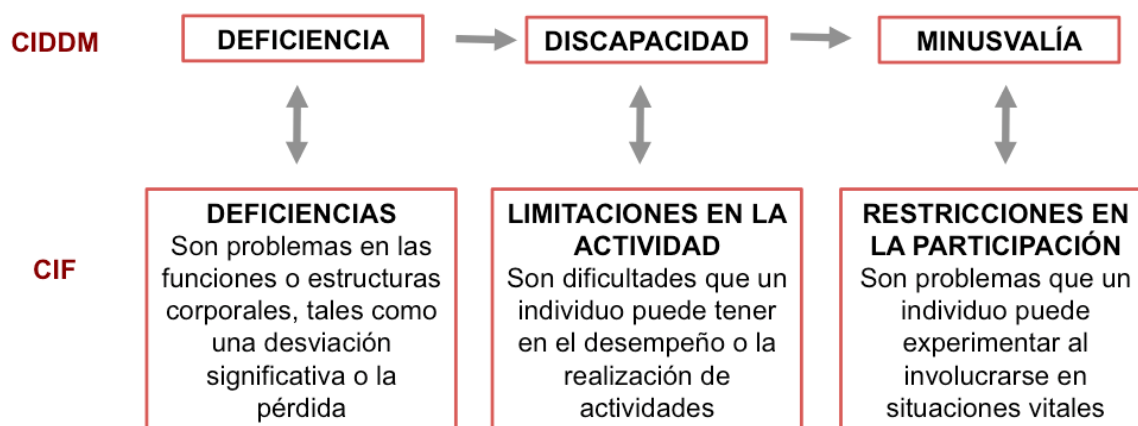 CIDDM
DEFICIENCIA
DISCAPACIDAD
MINUSVALÍA
CIF
DEFICIENCIAS
Son problemas en las
funciones o estructuras
corporales, tales como
una desviación
significativa o la
pérdida
LIMITACIONES EN LA
ACTIVIDAD
Son dificultades que un
individuo puede tener
en el desempeño o la
realización de
actividades
RESTRICCIONES EN
LA PARTICIPACIÓN
Son problemas que un
individuo puede
experimentar al
involucrarse en
situaciones vitales